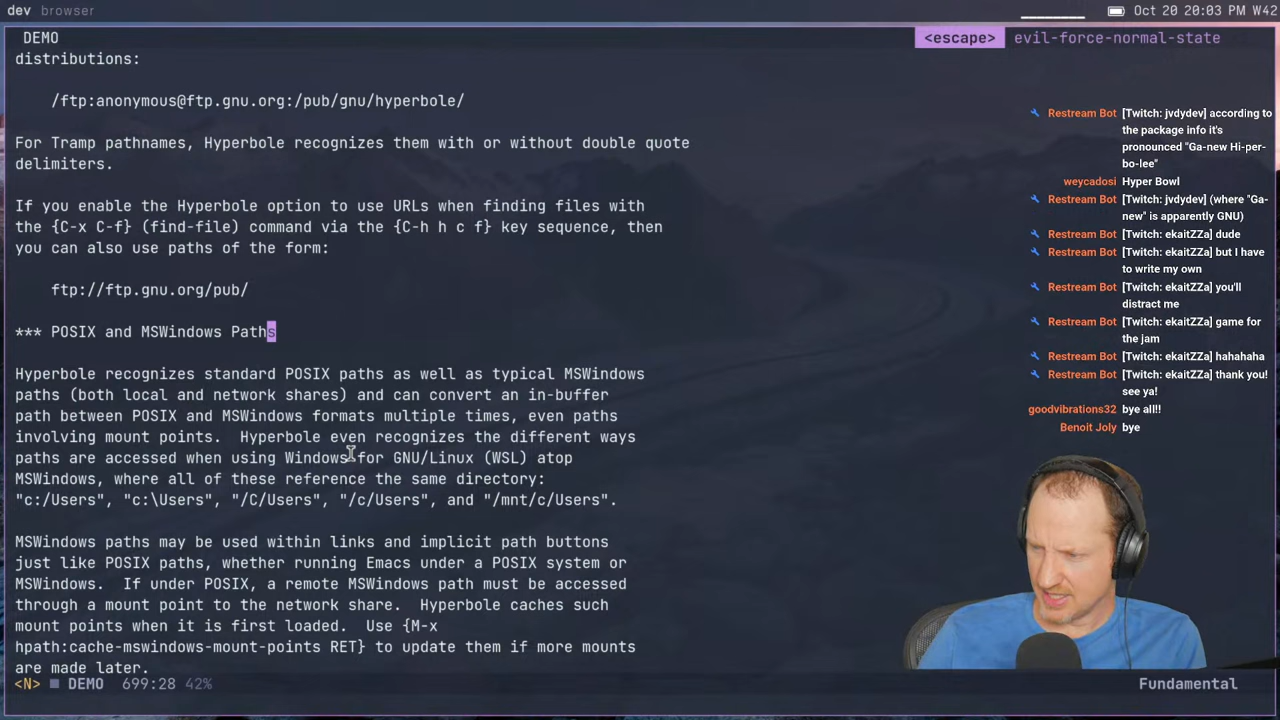 dev browser
Oct 20 20:03 PM W42
DEMO
<escape> evil-force-normal-state
distributions:
/ftp:anonymous@ftp.gnu.org:/pub/gnu/hyperbole/
For Tramp pathnames, Hyperbole recognizes them with or without double quote
delimiters.
If you enable the Hyperbole option to use URLs when finding files with
the {C-x C-f} (find-file) command via the {C-h h c f} key sequence, then
you can also use paths of the form:
ftp://ftp.gnu.org/pub/
*** POSIX and MSWindows Paths
Hyperbole recognizes standard POSIX paths as well as typical MSWindows
paths (both local and network shares) and can convert an in-buffer
path between POSIX and MSWindows formats multiple times, even paths
involving mount points.  Hyperbole even recognizes the different ways
paths are accessed when using Windows for GNU/Linux (WSL) atop
MSWindows, where all of these reference the same directory:
"c:/Users", "c:\Users", "/C/Users", "/c/Users", and "/mnt/c/Users".
MSWindows paths may be used within links and implicit path buttons
just like POSIX paths, whether running Emacs under a POSIX system or
MSWindows.  If under POSIX, a remote MSWindows path must be accessed
through a mount point to the network share.  Hyperbole caches such
mount points when it is first loaded.  Use {M-x
hpath:cache-mswindows-mount-points RET} to update them if more mounts
are made later.
<N> DEMO 699:28 42%
Fundamental
Restream Bot [Twitch: jvdydev] according to
the package info it's
pronounced "Ga-new Hi-per-
bo-lee"
weycadosi Hyper Bowl
Restream Bot [Twitch: jvdydev] (where "Ga-
new" is apparently GNU)
Restream Bot [Twitch: ekaitZZa] dude
Restream Bot [Twitch: ekaitZZa] but I have
to write my own
Restream Bot [Twitch: ekaitZZa] you'll
distract me
Restream Bot [Twitch: ekaitZZa] game for
the jam
Restream Bot [Twitch: ekaitZZa] hahahaha
Restream Bot [Twitch: ekaitZZa] thank you!
see ya!
goodvibrations32 bye all!!
Benoit Joly bye